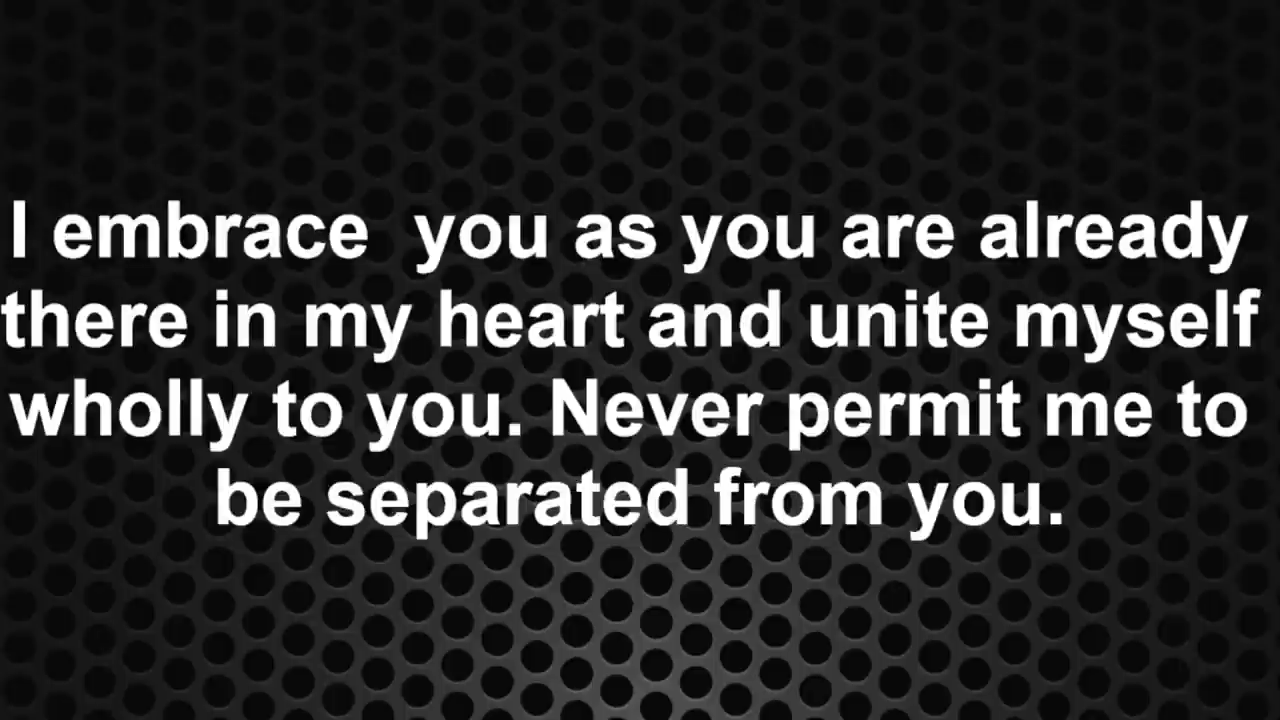 I embrace  you as you are already
there in my heart and unite myself
wholly to you. Never permit me to
be separated from you.